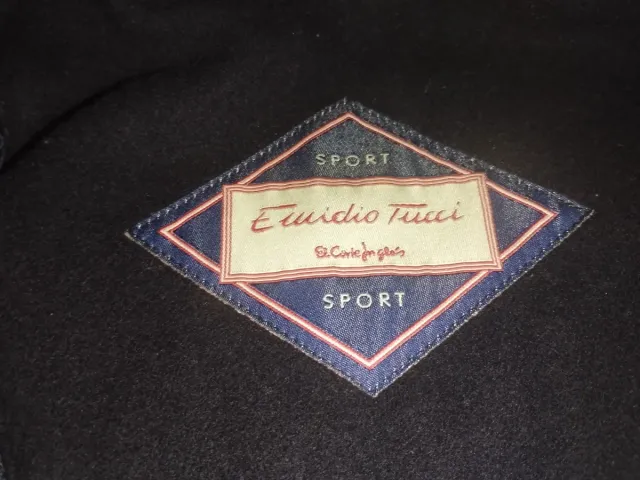 SPORT
Emidio Tucci
El Corte Inglés
SPORT